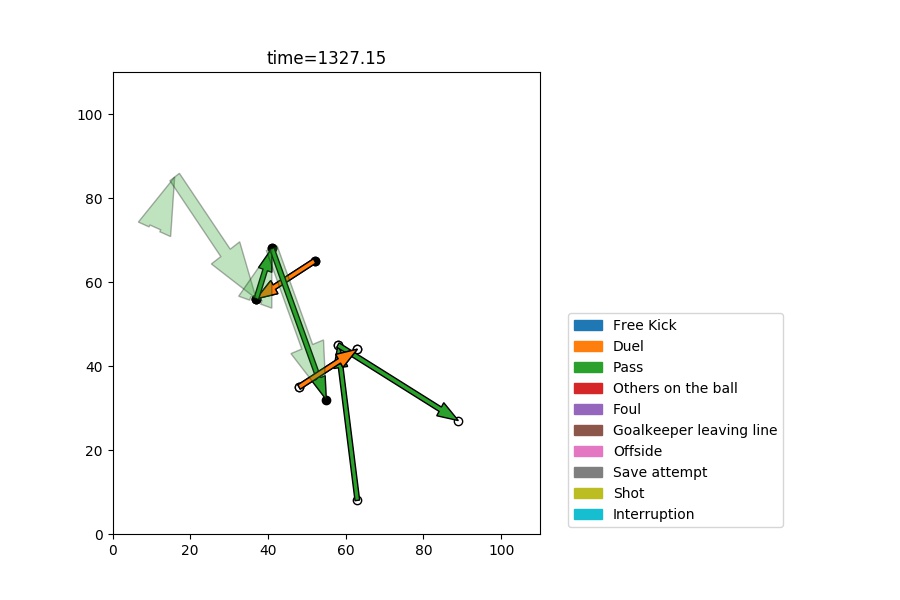 time=1327.15
100
80
60
40
20
0
0 20 40 60 80 100
Free Kick
Duel
Pass
Others on the ball
Foul
Goalkeeper leaving line
Offside
Save attempt
Shot
Interruption